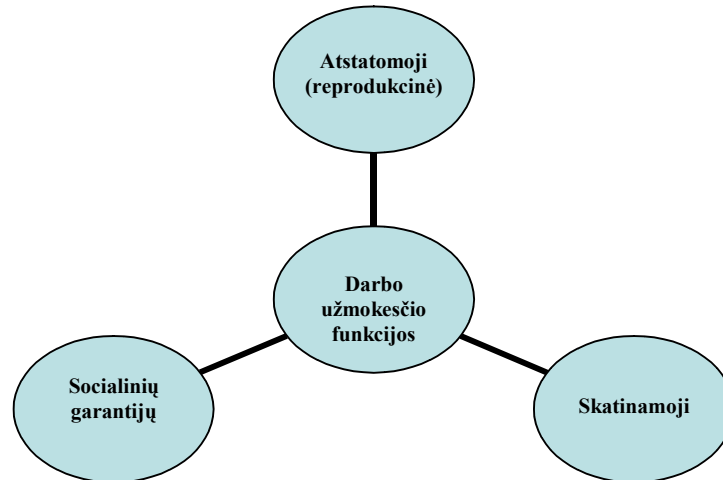 Atstatomoji
(reprodukcinė)
Darbo
užmokesčio
funkcijos
Socialinių
garantijų
Skatinamoji